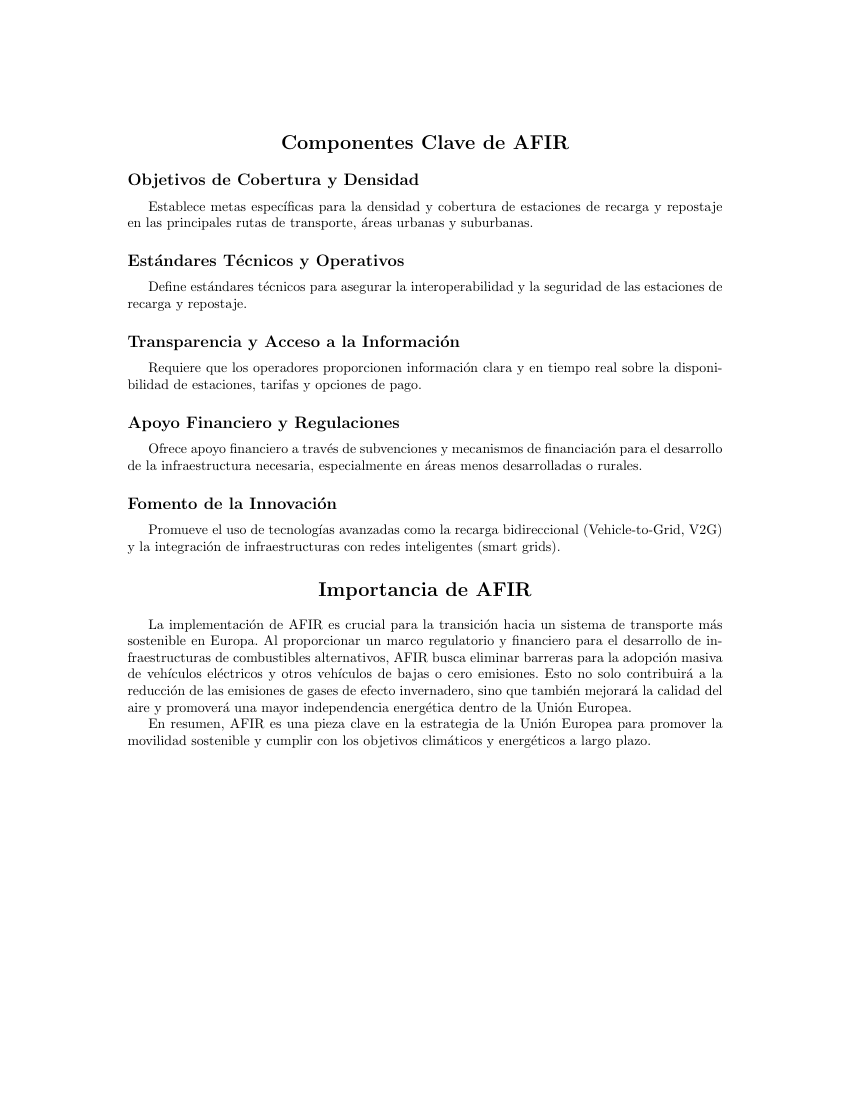 Componentes Clave de AFIR
Objetivos de Cobertura y Densidad
Establece metas específicas para la densidad y cobertura de estaciones de recarga y repostaje
en las principales rutas de transporte, áreas urbanas y suburbanas.
Estándares Técnicos y Operativos
Define estándares técnicos para asegurar la interoperabilidad y la seguridad de las estaciones de
recarga y repostaje.
Transparencia y Acceso a la Información
Requiere que los operadores proporcionen información clara y en tiempo real sobre la disponi-
bilidad de estaciones, tarifas y opciones de pago.
Apoyo Financiero y Regulaciones
Ofrece apoyo financiero a través de subvenciones y mecanismos de financiación para el desarrollo
de la infraestructura necesaria, especialmente en áreas menos desarrolladas o rurales.
Fomento de la Innovación
Promueve el uso de tecnologías avanzadas como la recarga bidireccional (Vehicle-to-Grid, V2G)
y la integración de infraestructuras con redes inteligentes (smart grids).
Importancia de AFIR
La implementación de AFIR es crucial para la transición hacia un sistema de transporte más
sostenible en Europa. Al proporcionar un marco regulatorio y financiero para el desarrollo de in-
fraestructuras de combustibles alternativos, AFIR busca eliminar barreras para la adopción masiva
de vehículos eléctricos y otros vehículos de bajas o cero emisiones. Esto no solo contribuirá a la
reducción de las emisiones de gases de efecto invernadero, sino que también mejorará la calidad del
aire y promoverá una mayor independencia energética dentro de la Unión Europea.
En resumen, AFIR es una pieza clave en la estrategia de la Unión Europea para promover la
movilidad sostenible y cumplir con los objetivos climáticos y energéticos a largo plazo.